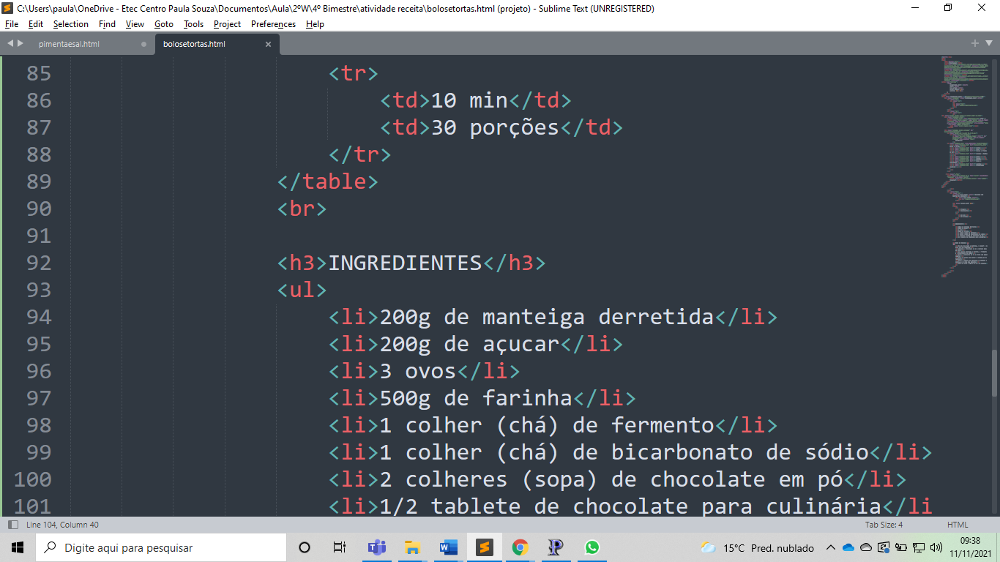 C:\Users\paula\OneDrive - Etec Centro Paula Souza\Documentos\Aula\2ºW\4º Bimestre\atividade receita\bolosetortas.html (projeto) - Sublime Text (UNREGISTERED)
File Edit Selection Find View Goto Tools Project Preferences Help
pimentaesal.html bolosetortas.html
85 <tr>
86 <td>10 min</td>
87 <td>30 porções</td>
88 </tr>
89 </table>
90 <br>
91
92 <h3>INGREDIENTES</h3>
93 <ul>
94 <li>200g de manteiga derretida</li>
95 <li>200g de açucar</li>
96 <li>3 ovos</li>
97 <li>500g de farinha</li>
98 <li>1 colher (chá) de fermento</li>
99 <li>1 colher (chá) de bicarbonato de sódio</li>
100 <li>2 colheres (sopa) de chocolate em pó</li>
101 <li>1/2 tablete de chocolate para culinária</li
Line 104, Column 40 Tab Size: 4 HTML
Digite aqui para pesquisar 15°C Pred. nublado 09:38
11/11/2021